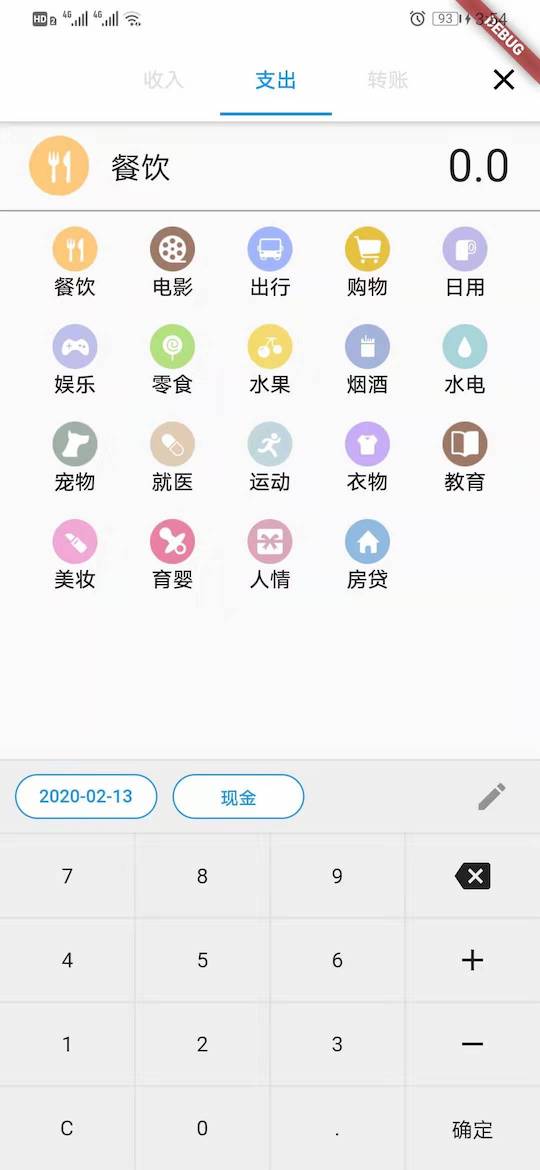 HD 2 4G 4G 93 3:54
DEBUG
收入 支出 转账
餐饮 0.0
餐饮 电影 出行 购物 日用
娱乐 零食 水果 烟酒 水电
宠物 就医 运动 衣物 教育
美妆 育婴 人情 房贷
2020-02-13 现金
7 8 9
4 5 6 +
1 2 3 −
C 0 . 确定